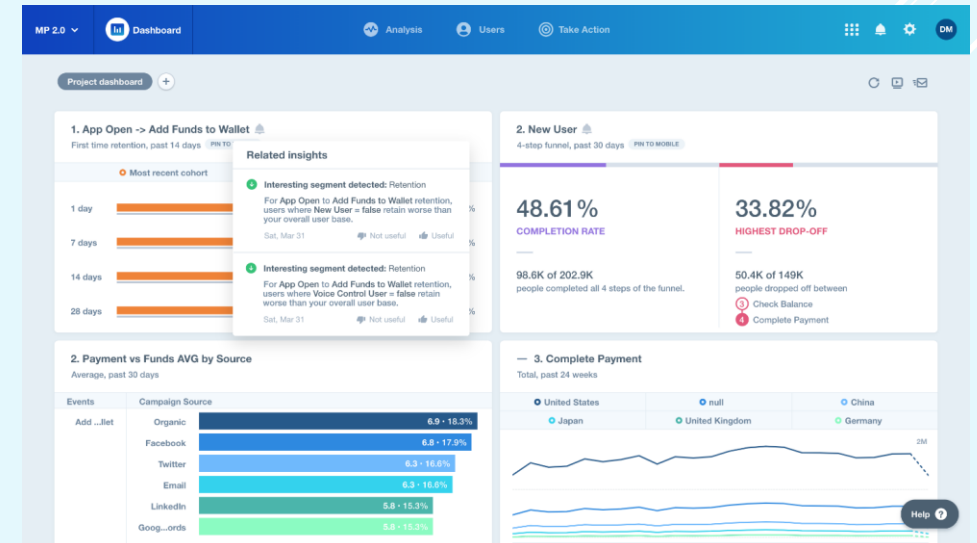 MP 2.0
Dashboard
Analysis
Users
Take Action
DM
Project dashboard
+
1. App Open -> Add Funds to Wallet
First time retention, past 14 days PIN TO
Most recent cohort
1 day
%
7 days
%
14 days
%
28 days
%
Related insights
Interesting segment detected: Retention
For App Open to Add Funds to Wallet retention,
users where New User = false retain worse than
your overall user base.
Sat, Mar 31 Not useful Useful
Interesting segment detected: Retention
For App Open to Add Funds to Wallet retention,
users where Voice Control User = false retain
worse than your overall user base.
Sat, Mar 31 Not useful Useful
2. New User
4-step funnel, past 30 days PIN TO MOBILE
48.61%
COMPLETION RATE
98.6K of 202.9K
people completed all 4 steps of the funnel.
33.82%
HIGHEST DROP-OFF
50.4K of 149K
people dropped off between
3 Check Balance
4 Complete Payment
2. Payment vs Funds AVG by Source
Average, past 30 days
Events Campaign Source
Add ...llet Organic 6.9 · 18.3%
Facebook 6.8 · 17.9%
Twitter 6.3 · 16.6%
Email 6.3 · 16.6%
LinkedIn 5.8 · 15.3%
Goog...ords 5.8 · 15.3%
— 3. Complete Payment
Total, past 24 weeks
United States null China
Japan United Kingdom Germany
2M
Help ?